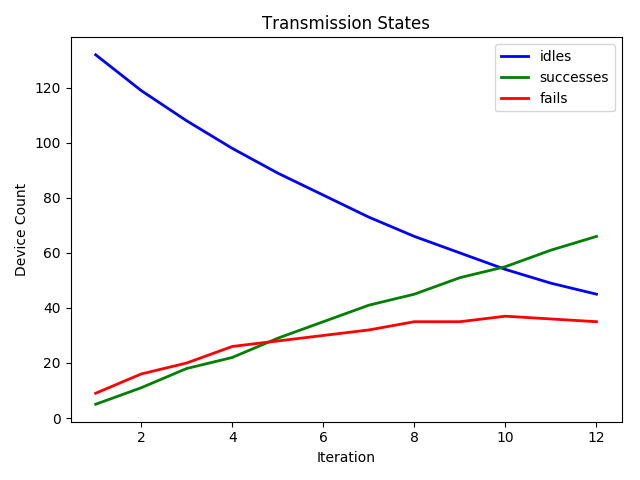 Transmission States
idles
successes
fails
Device Count
120
100
80
60
40
20
0
2 4 6 8 10 12
Iteration